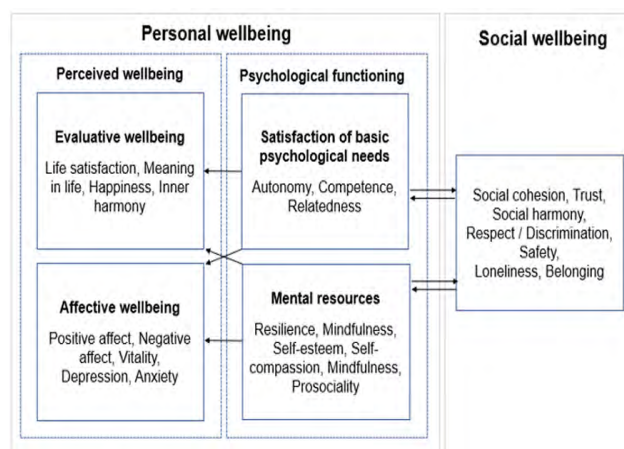 Personal wellbeing
Social wellbeing
Perceived wellbeing
Psychological functioning
Evaluative wellbeing
Life satisfaction, Meaning
in life, Happiness, Inner
harmony
Satisfaction of basic
psychological needs
Autonomy, Competence,
Relatedness
Social cohesion, Trust,
Social harmony,
Respect / Discrimination,
Safety,
Loneliness, Belonging
Affective wellbeing
Positive affect, Negative
affect, Vitality,
Depression, Anxiety
Mental resources
Resilience, Mindfulness,
Self-esteem, Self-
compassion, Mindfulness,
Prosociality